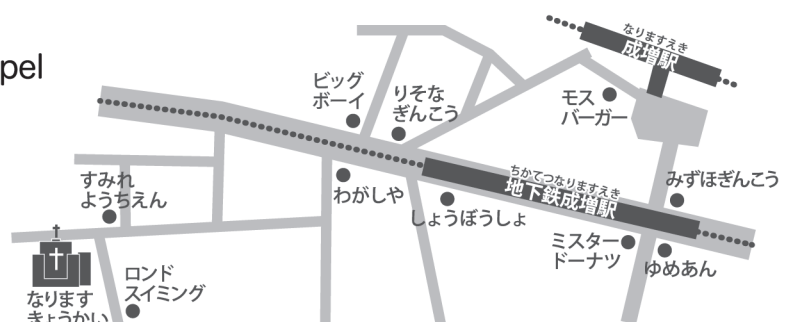 pel
なりますえき
成増駅
ビッグ
ボーイ
りそな
ぎんこう
モス
バーガー
すみれ
ようちえん
わがしや
ちかてつなりますえき
地下鉄成増駅
みずほぎんこう
しょうぼうしょ
ミスター
ドーナツ
ゆめあん
ロンド
スイミング
なります
きょうかい